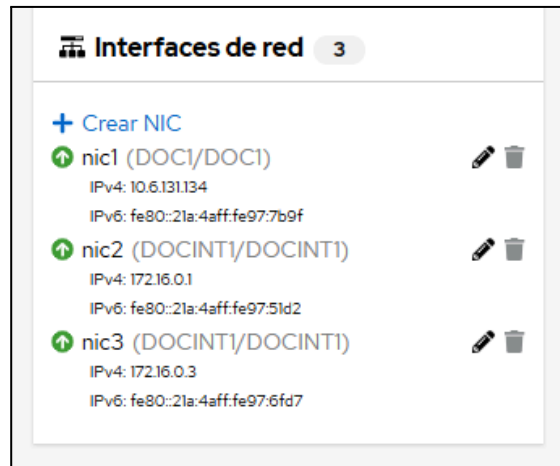 Interfaces de red 3
Crear NIC
nic1 (DOC1/DOC1)
IPv4: 10.6.131.134
IPv6: fe80::21a:4aff:fe97:7b9f
nic2 (DOCINT1/DOCINT1)
IPv4: 172.16.0.1
IPv6: fe80::21a:4aff:fe97:51d2
nic3 (DOCINT1/DOCINT1)
IPv4: 172.16.0.3
IPv6: fe80::21a:4aff:fe97:6fd7